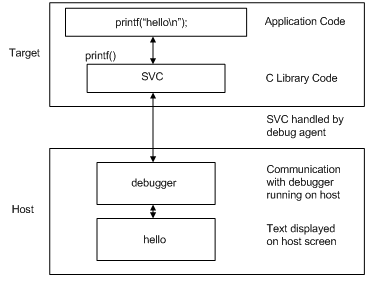 printf("hello\n");
Application Code
Target
printf()
SVC
C Library Code
SVC handled by
debug agent
debugger
Communication
with debugger
running on host
Host
hello
Text displayed
on host screen